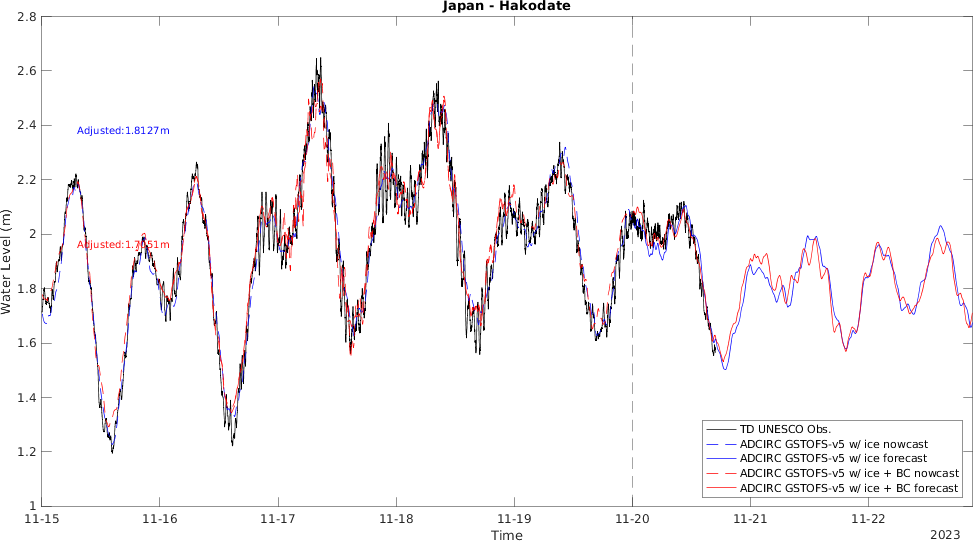 Japan - Hakodate
2.8
2.6
2.4
2.2
2
1.8
1.6
1.4
1.2
1
Water Level (m)
Adjusted:1.8127m
TD UNESCO Obs.
ADCIRC GSTOFS-v5 w/ ice nowcast
ADCIRC GSTOFS-v5 w/ ice forecast
ADCIRC GSTOFS-v5 w/ ice + BC nowcast
ADCIRC GSTOFS-v5 w/ ice + BC forecast
11-15
11-16
11-17
11-18
11-19
11-20
11-21
11-22
Time
2023